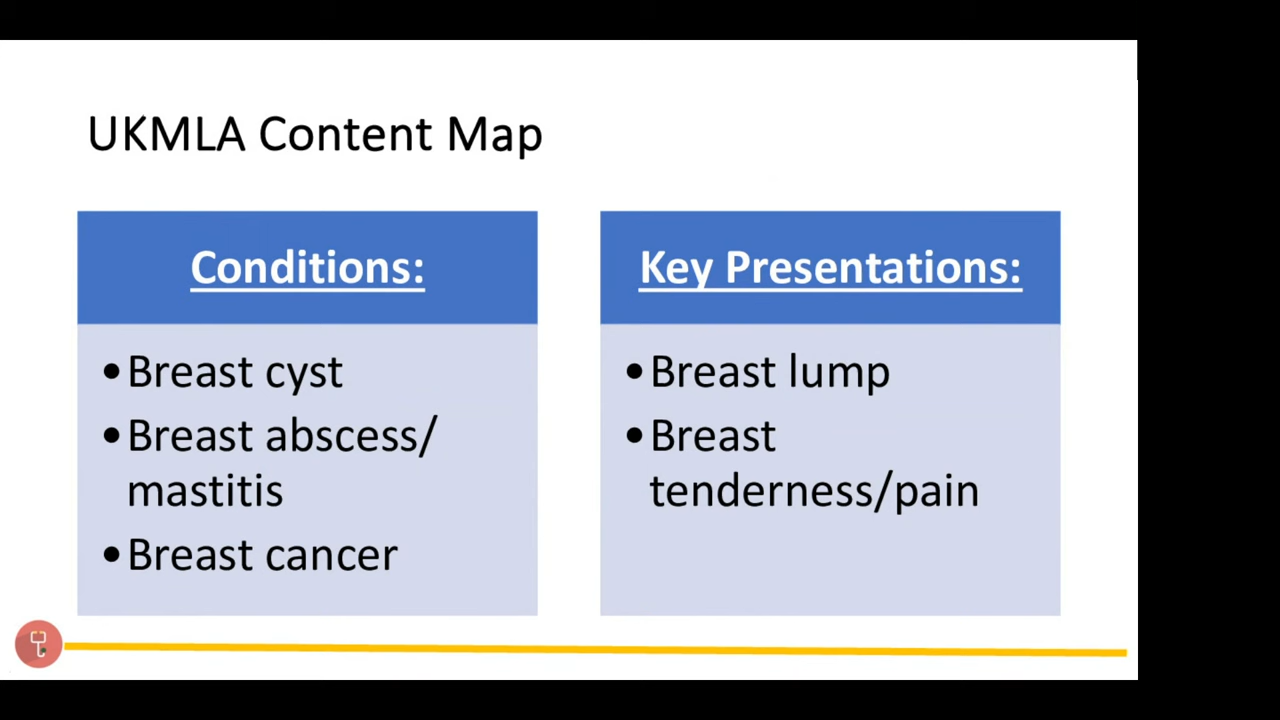 UKMLA Content Map
Conditions:
•Breast cyst
•Breast abscess/
mastitis
•Breast cancer
Key Presentations:
•Breast lump
•Breast
tenderness/pain